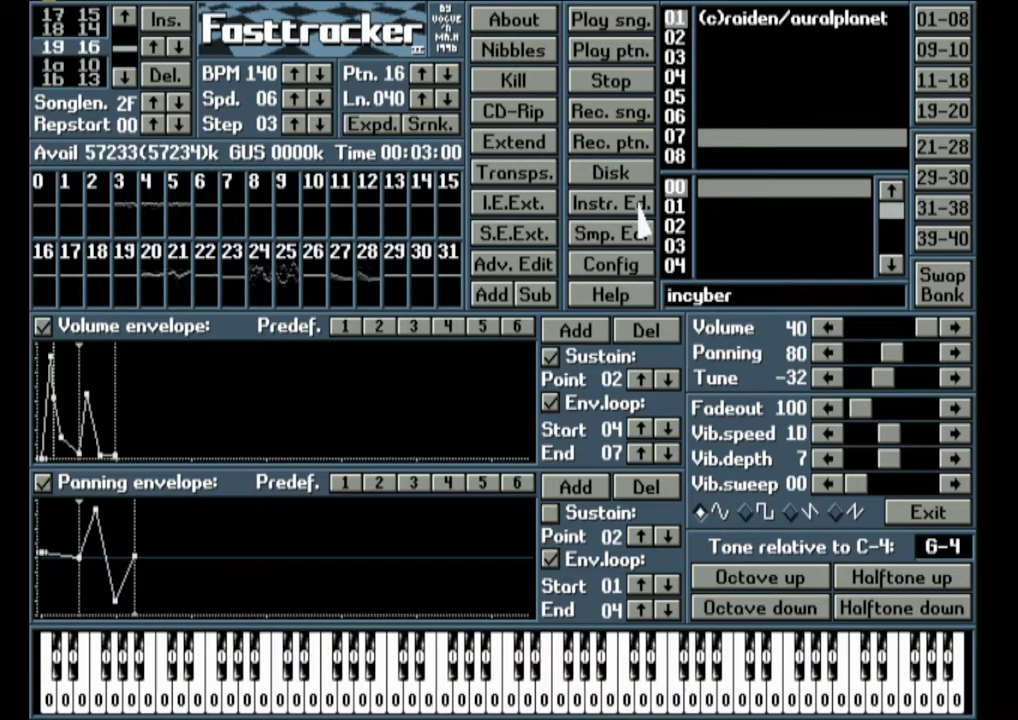 17 15
18 14
19 16
1a 10
1b 13
Ins.
Del.
Songlen. 2F
Repstart 00
Fasttracker II
BY
VOGUE
MR.H
1996
BPM 140
Spd. 06
Step 03
Ptn. 16
Ln. 040
Expd. Srnk.
Avail 57233(57234)k GUS 0000k Time 00:03:00
0 1 2 3 4 5 6 7 8 9 10 11 12 13 14 15
16 17 18 19 20 21 22 23 24 25 26 27 28 29 30 31
About
Nibbles
Kill
CD-Rip
Extend
Transps.
I.E.Ext.
S.E.Ext.
Adv. Edit
Add Sub
Play sng.
Play ptn.
Stop
Rec. sng.
Rec. ptn.
Disk
Instr. Ed.
Smp. Ed.
Config
Help
01 (c)raiden/auralplanet
02
03
04
05
06
07
08
00
01
02
03
04
incyber
01-08
09-10
11-18
19-20
21-28
29-30
31-38
39-40
Swap
Bank
Volume envelope: Predef. 1 2 3 4 5 6
Add Del
Sustain:
Point 02
Env.loop:
Start 04
End 07
Panning envelope: Predef. 1 2 3 4 5 6
Add Del
Sustain:
Point 02
Env.loop:
Start 01
End 04
Volume 40
Panning 80
Tune -32
Fadeout 100
Vib.speed 1D
Vib.depth 7
Vib.sweep 00
Exit
Tone relative to C-4: G-4
Octave up Halftone up
Octave down Halftone down